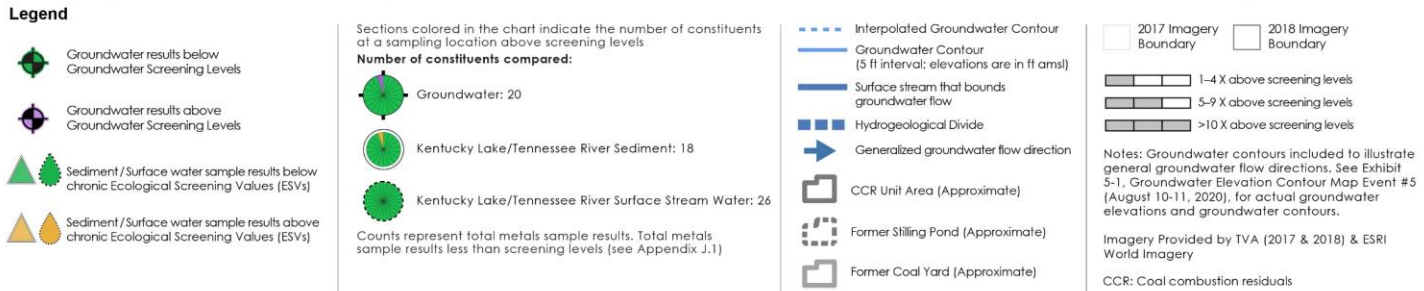 Legend
Groundwater results below
Groundwater Screening Levels
Groundwater results above
Groundwater Screening Levels
Sediment/Surface water sample results below
chronic Ecological Screening Values (ESVs)
Sediment/Surface water sample results above
chronic Ecological Screening Values (ESVs)
Sections colored in the chart indicate the number of constituents
at a sampling location above screening levels
Number of constituents compared:
Groundwater: 20
Kentucky Lake/Tennessee River Sediment: 18
Kentucky Lake/Tennessee River Surface Stream Water: 26
Counts represent total metals sample results. Total metals
sample results less than screening levels (see Appendix J.1)
Interpolated Groundwater Contour
Groundwater Contour
(5 ft interval; elevations are in ft amsl)
Surface stream that bounds
groundwater flow
Hydrogeological Divide
Generalized groundwater flow direction
CCR Unit Area (Approximate)
Former Stilling Pond (Approximate)
Former Coal Yard (Approximate)
2017 Imagery
Boundary
2018 Imagery
Boundary
1–4 X above screening levels
5–9 X above screening levels
>10 X above screening levels
Notes: Groundwater contours included to illustrate
general groundwater flow directions. See Exhibit
5-1, Groundwater Elevation Contour Map Event #5
(August 10-11, 2020), for actual groundwater
elevations and groundwater contours.
Imagery Provided by TVA (2017 & 2018) & ESRI
World Imagery
CCR: Coal combustion residuals